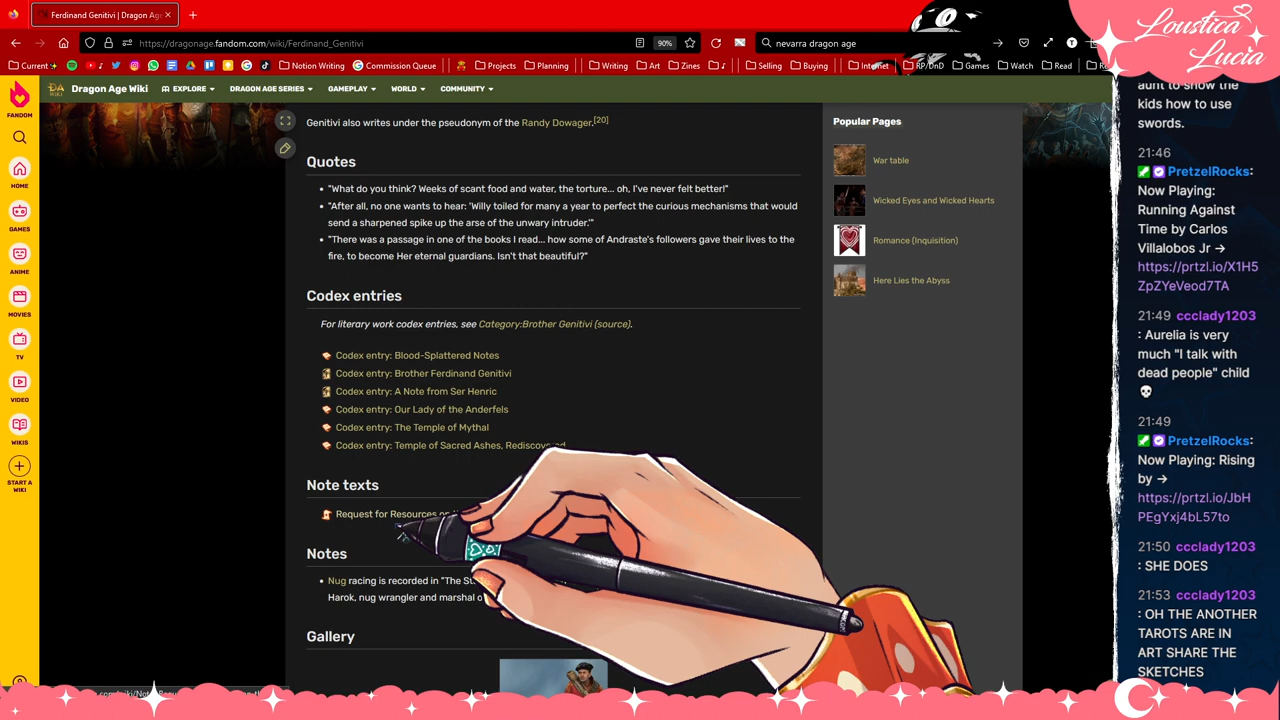 Ferdinand Genitivi | Dragon Age
https://dragonage.fandom.com/wiki/Ferdinand_Genitivi
90%
nevarra dragon age
Loustica
Lucia
Current
Notion Writing
Commission Queue
Projects
Planning
Writing
Art
Zines
Selling
Buying
Internet
RP/DnD
Games
Watch
Read
FANDOM
HOME
GAMES
ANIME
MOVIES
TV
VIDEO
WIKIS
START A
WIKI
DA
WIKI
Dragon Age Wiki
EXPLORE
DRAGON AGE SERIES
GAMEPLAY
WORLD
COMMUNITY
Genitivi also writes under the pseudonym of the Randy Dowager.[20]
Quotes
"What do you think? Weeks of scant food and water, the torture... oh, I've never felt better!"
"After all, no one wants to hear: 'Willy toiled for many a year to perfect the curious mechanisms that would
send a sharpened spike up the arse of the unwary intruder.'"
"There was a passage in one of the books I read... how some of Andraste's followers gave their lives to the
fire, to become Her eternal guardians. Isn't that beautiful?"
Codex entries
For literary work codex entries, see Category:Brother Genitivi (source).
Codex entry: Blood-Splattered Notes
Codex entry: Brother Ferdinand Genitivi
Codex entry: A Note from Ser Henric
Codex entry: Our Lady of the Anderfels
Codex entry: The Temple of Mythal
Codex entry: Temple of Sacred Ashes, Rediscovered
Note texts
Request for Resources on
Notes
Nug racing is recorded in "The
Harok, nug wrangler and marshal
Gallery
Popular Pages
War table
Wicked Eyes and Wicked Hearts
Romance (Inquisition)
Here Lies the Abyss
aunt to show the
kids how to use
swords.
21:46
PretzelRocks:
Now Playing:
Running Against
Time by Carlos
Villalobos Jr →
https://prtzl.io/X1H5
ZpZYeVeod7TA
21:49 ccclady1203
: Aurelia is very
much "I talk with
dead people" child
21:49
PretzelRocks:
Now Playing: Rising
by →
https://prtzl.io/JbH
PEgYxj4bL57to
21:50 ccclady1203
: SHE DOES
21:53 ccclady1203
: OH THE ANOTHER
TAROTS ARE IN
ART SHARE THE
SKETCHES